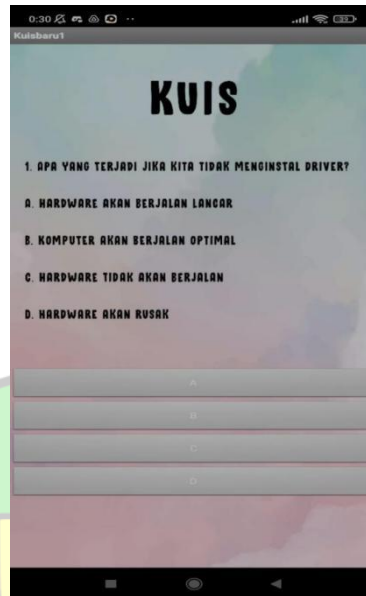 0:30
Kuisbaru1
KUIS
1. APA YANG TERJADI JIKA KITA TIDAK MENGINSTAL DRIVER?
A. HARDWARE AKAN BERJALAN LANCAR
B. KOMPUTER AKAN BERJALAN OPTIMAL
C. HARDWARE TIDAK AKAN BERJALAN
D. HARDWARE AKAN RUSAK
A
B
C
D